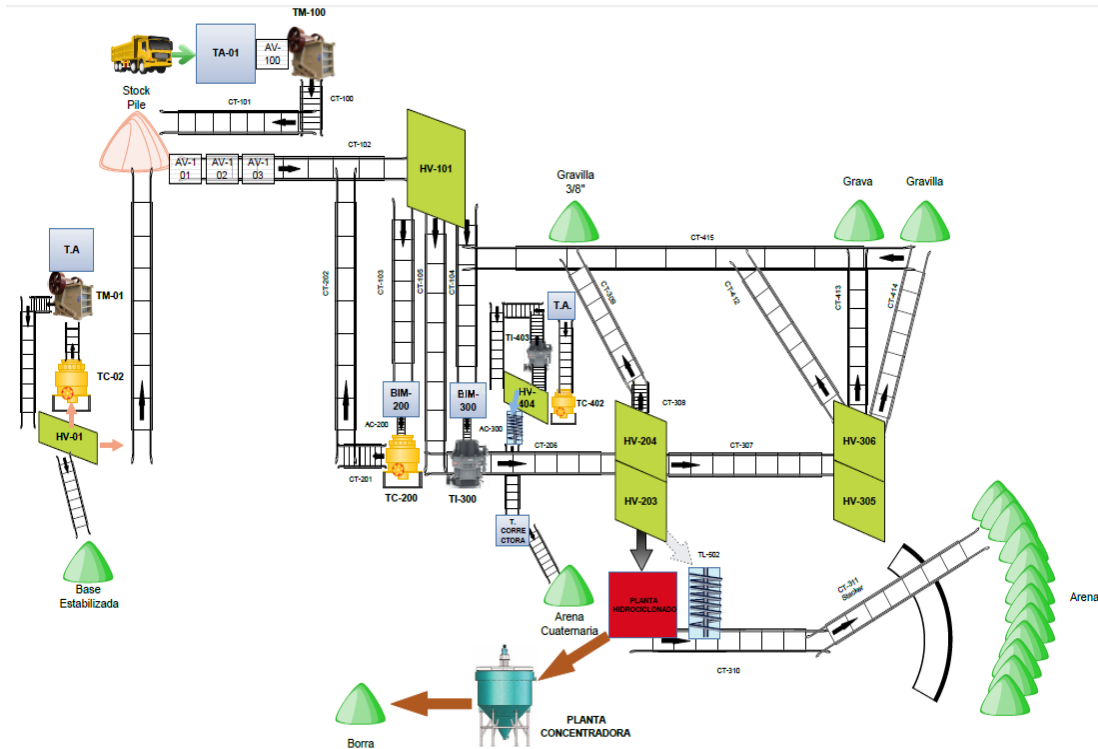 TM-100
TA-01
AV-
100
CT-101
CT-100
Stock
Pile
CT-102
AV-1
01
AV-1
02
AV-1
03
HV-101
Gravilla
3/8"
Grava
Gravilla
T.A
TM-01
TC-02
HV-01
Base
Estabilizada
CT-202
CT-103
CT-105
CT-104
CT-415
CT-309
CT-412
CT-413
CT-414
T.A.
TI-403
HV-
404
TC-402
BIM-
200
BIM-
300
AC-200
AC-300
CT-308
CT-206
CT-201
TC-200
TI-300
HV-204
HV-203
CT-307
HV-306
HV-305
T.
CORRE
CTORA
Arena
Cuaternaria
PLANTA
HIDROCICLONADO
TL-502
CT-310
CT-311
Stacker
Arena
PLANTA
CONCENTRADORA
Borra